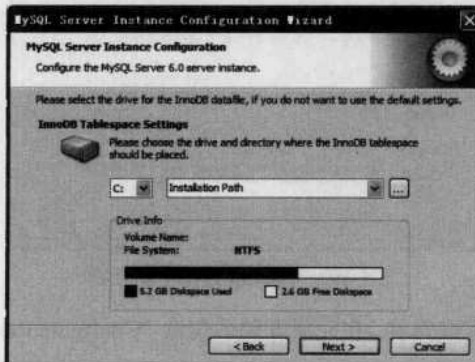 MySQL Server Instance Configuration Wizard
MySQL Server Instance Configuration
Configure the MySQL Server 6.0 server instance.
Please select the drive for the InnoDB datafile, if you do not want to use the default settings.
InnoDB Tablespace Settings
Please choose the drive and directory where the InnoDB tablespace
should be placed.
C: Installation Path ...
Drive Info
Volume Name:
File System: NTFS
5.2 GB Diskspace Used 2.6 GB Free Diskspace
< Back Next > Cancel